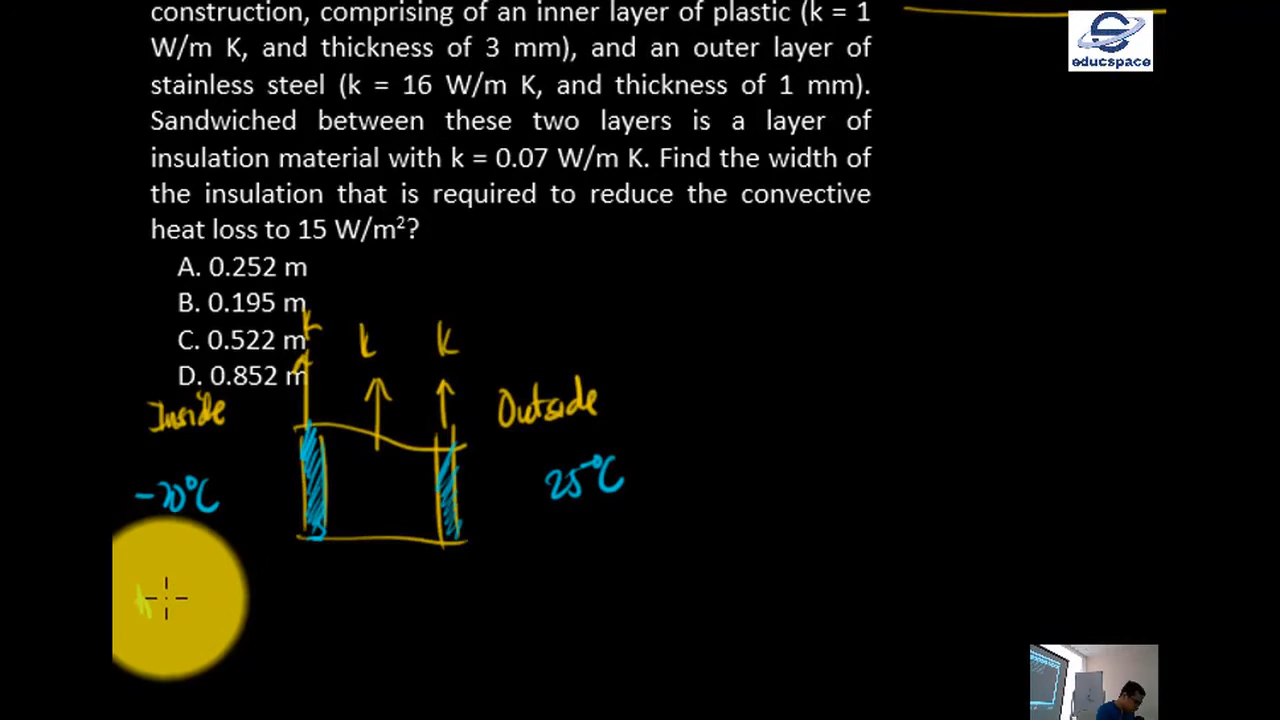 construction, comprising of an inner layer of plastic (k = 1
W/m K, and thickness of 3 mm), and an outer layer of
stainless steel (k = 16 W/m K, and thickness of 1 mm).
Sandwiched between these two layers is a layer of
insulation material with k = 0.07 W/m K. Find the width of
the insulation that is required to reduce the convective
heat loss to 15 W/m²?
A. 0.252 m
B. 0.195 m
C. 0.522 m
D. 0.852 m
k k k
Inside Outside
25°C
educspace